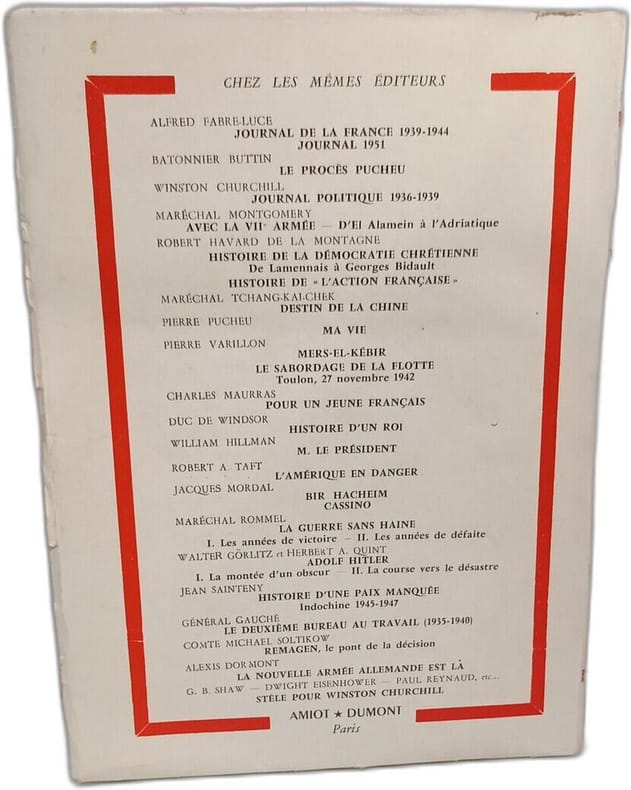 CHEZ LES MÊMES ÉDITEURS
ALFRED FABRE-LUCE
JOURNAL DE LA FRANCE 1939-1944
JOURNAL 1951
BATONNIER BUTTIN
LE PROCÈS PUCHEU
WINSTON CHURCHILL
JOURNAL POLITIQUE 1936-1939
MARÉCHAL MONTGOMERY
AVEC LA VIIᵉ ARMÉE — D'El Alamein à l'Adriatique
ROBERT HAVARD DE LA MONTAGNE
HISTOIRE DE LA DÉMOCRATIE CHRÉTIENNE
De Lamennais à Georges Bidault
HISTOIRE DE « L'ACTION FRANÇAISE »
MARÉCHAL TCHANG-KAI-CHEK
DESTIN DE LA CHINE
PIERRE PUCHEU
MA VIE
PIERRE VARILLON
MERS-EL-KÉBIR
LE SABORDAGE DE LA FLOTTE
Toulon, 27 novembre 1942
CHARLES MAURRAS
POUR UN JEUNE FRANÇAIS
DUC DE WINDSOR
HISTOIRE D'UN ROI
WILLIAM HILLMAN
M. LE PRÉSIDENT
ROBERT A. TAFT
L'AMÉRIQUE EN DANGER
JACQUES MORDAL
BIR HACHEIM
CASSINO
MARÉCHAL ROMMEL
LA GUERRE SANS HAINE
I. Les années de victoire — II. Les années de défaite
WALTER GÖRLITZ et HERBERT A. QUINT
ADOLF HITLER
I. La montée d'un obscur — II. La course vers le désastre
JEAN SAINTENY
HISTOIRE D'UNE PAIX MANQUÉE
Indochine 1945-1947
GÉNÉRAL GAUCHÉ
LE DEUXIÈME BUREAU AU TRAVAIL (1935-1940)
COMTE MICHAEL SOLTIKOW
REMAGEN, le pont de la décision
ALEXIS DORMONT
LA NOUVELLE ARMÉE ALLEMANDE EST LÀ
G. B. SHAW — DWIGHT EISENHOWER — PAUL REYNAUD, etc...
STÈLE POUR WINSTON CHURCHILL
AMIOT ★ DUMONT
Paris